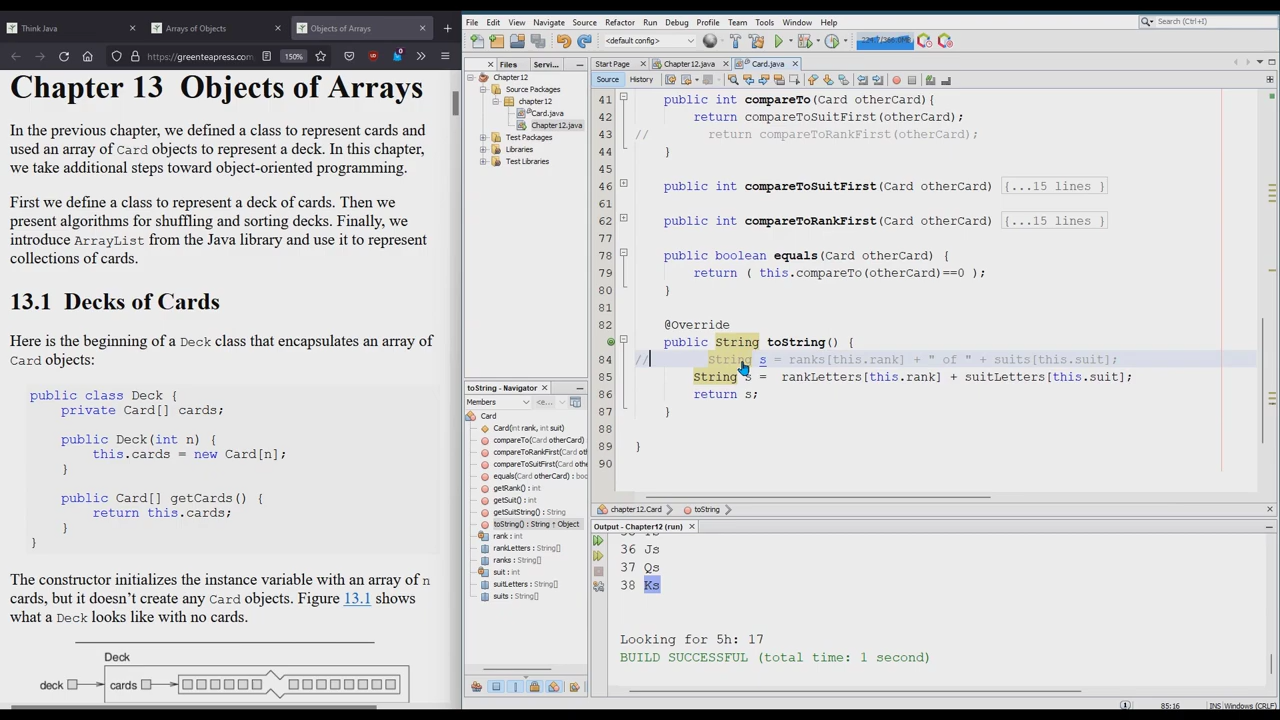 Think Java
Arrays of Objects
Objects of Arrays
https://greenteapress.com
150%
Chapter 13 Objects of Arrays
In the previous chapter, we defined a class to represent cards and
used an array of Card objects to represent a deck. In this chapter,
we take additional steps toward object-oriented programming.
First we define a class to represent a deck of cards. Then we
present algorithms for shuffling and sorting decks. Finally, we
introduce ArrayList from the Java library and use it to represent
collections of cards.
13.1 Decks of Cards
Here is the beginning of a Deck class that encapsulates an array of
Card objects:
public class Deck {
private Card[] cards;
public Deck(int n) {
this.cards = new Card[n];
}
public Card[] getCards() {
return this.cards;
}
}
The constructor initializes the instance variable with an array of n
cards, but it doesn't create any Card objects. Figure 13.1 shows
what a Deck looks like with no cards.
Deck
deck
cards
File Edit View Navigate Source Refactor Run Debug Profile Team Tools Window Help
Search (Ctrl+I)
<default config>
Files
Servi...
Chapter12
Source Packages
chapter12
Card.java
Chapter12.java
Test Packages
Libraries
Test Libraries
toString - Navigator
Members
<e...
Card
Card(int rank, int suit)
compareTo(Card otherCard)
compareToRankFirst(Card
compareToSuitFirst(Card
equals(Card otherCard) : boo
getRank() : int
getSuit() : int
getSuitString() : String
toString() : String ↑ Object
rank : int
rankLetters : String[]
ranks : String[]
suit : int
suitLetters : String[]
suits : String[]
Start Page
Chapter12.java
Card.java
Source
History
41 public int compareTo(Card otherCard){
42 return compareToSuitFirst(otherCard);
43 // return compareToRankFirst(otherCard);
44 }
45
46 public int compareToSuitFirst(Card otherCard) {...15 lines }
61
62 public int compareToRankFirst(Card otherCard) {...15 lines }
77
78 public boolean equals(Card otherCard) {
79 return ( this.compareTo(otherCard)==0 );
80 }
81
82 @Override
public String toString() {
84 // String s = ranks[this.rank] + " of " + suits[this.suit];
85 String s = rankLetters[this.rank] + suitLetters[this.suit];
86 return s;
87 }
88
89 }
90
chapter12.Card
toString
Output - Chapter12 (run)
36 Js
37 Qs
38 Ks
Looking for 5h: 17
BUILD SUCCESSFUL (total time: 1 second)
1
85:16
INS
Windows (CRLF)